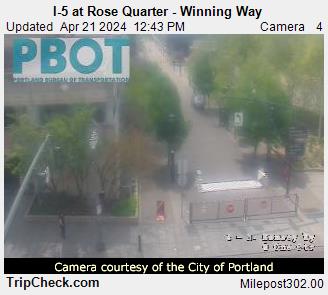 I-5 at Rose Quarter - Winning Way
Updated Apr 21 2024 12:43 PM Camera 4
PBOT
PORTLAND BUREAU OF TRANSPORTATION
Camera courtesy of the City of Portland
TripCheck.com Milepost302.00